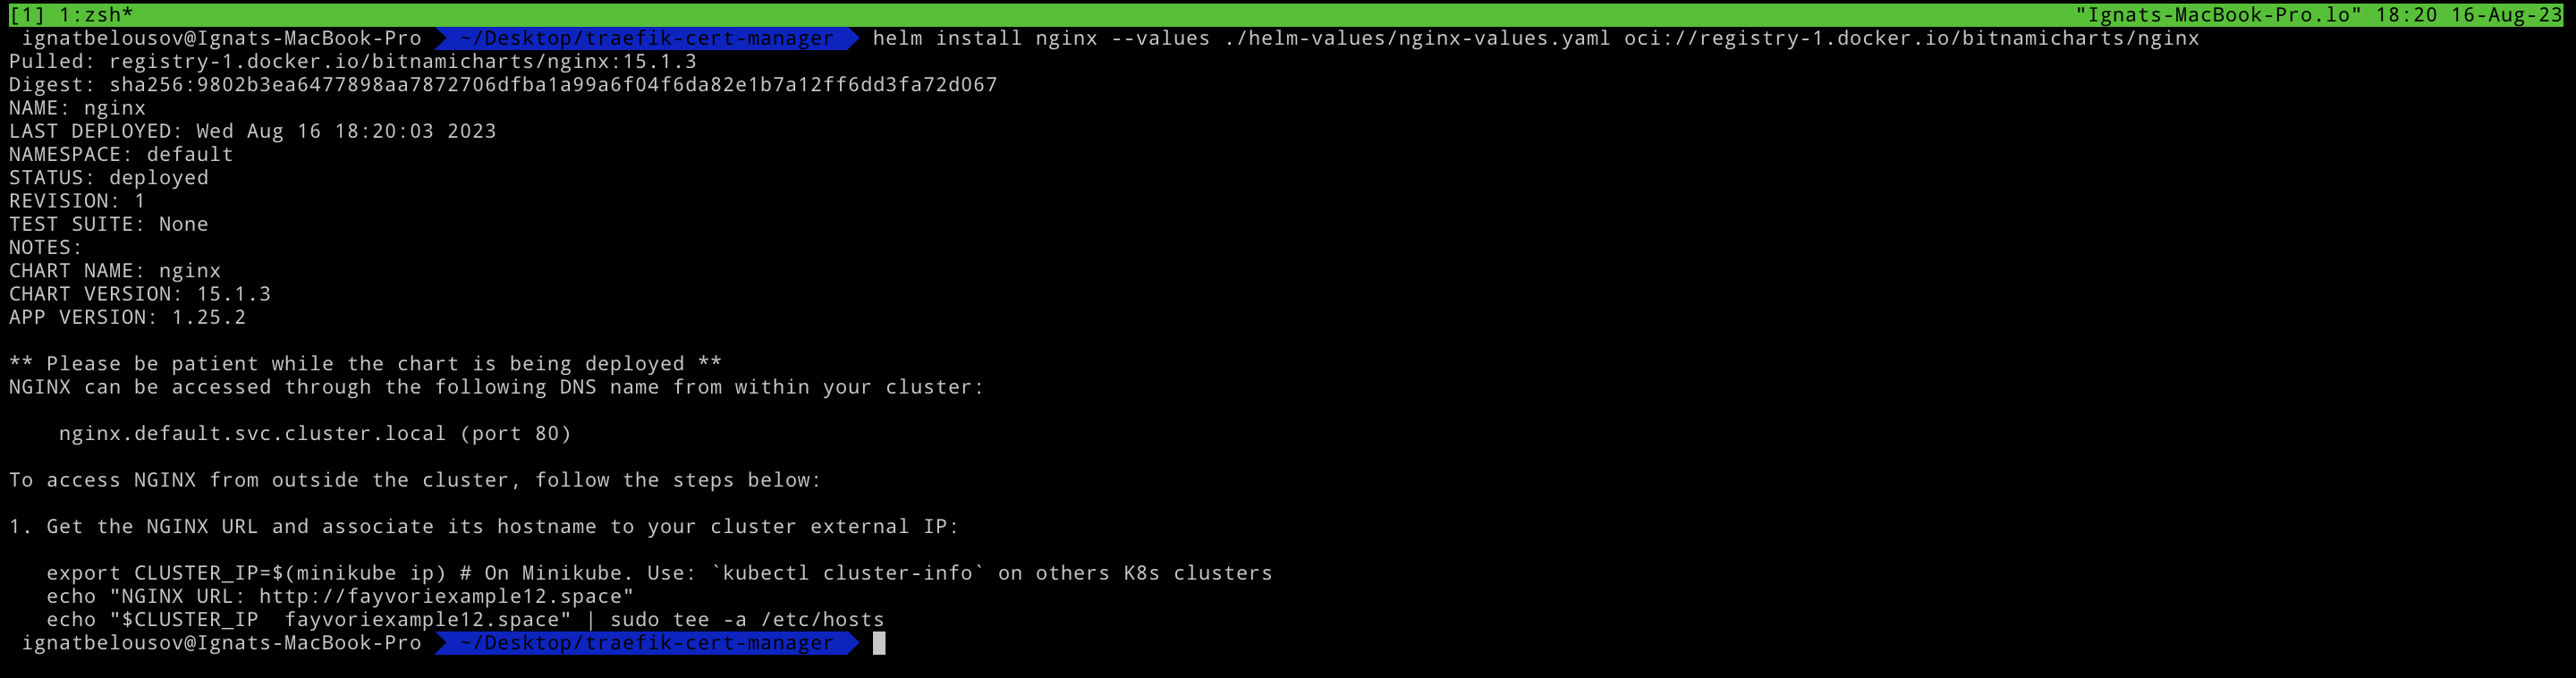 [1] 1:zsh* "Ignats-MacBook-Pro.lo" 18:20 16-Aug-23
ignatbelousov@Ignats-MacBook-Pro ~/Desktop/traefik-cert-manager helm install nginx --values ./helm-values/nginx-values.yaml oci://registry-1.docker.io/bitnamicharts/nginx
Pulled: registry-1.docker.io/bitnamicharts/nginx:15.1.3
Digest: sha256:9802b3ea6477898aa7872706dfba1a99a6f04f6da82e1b7a12ff6dd3fa72d067
NAME: nginx
LAST DEPLOYED: Wed Aug 16 18:20:03 2023
NAMESPACE: default
STATUS: deployed
REVISION: 1
TEST SUITE: None
NOTES:
CHART NAME: nginx
CHART VERSION: 15.1.3
APP VERSION: 1.25.2
** Please be patient while the chart is being deployed **
NGINX can be accessed through the following DNS name from within your cluster:
nginx.default.svc.cluster.local (port 80)
To access NGINX from outside the cluster, follow the steps below:
1. Get the NGINX URL and associate its hostname to your cluster external IP:
export CLUSTER_IP=$(minikube ip) # On Minikube. Use: `kubectl cluster-info` on others K8s clusters
echo "NGINX URL: http://fayvoriexample12.space"
echo "$CLUSTER_IP  fayvoriexample12.space" | sudo tee -a /etc/hosts
ignatbelousov@Ignats-MacBook-Pro ~/Desktop/traefik-cert-manager